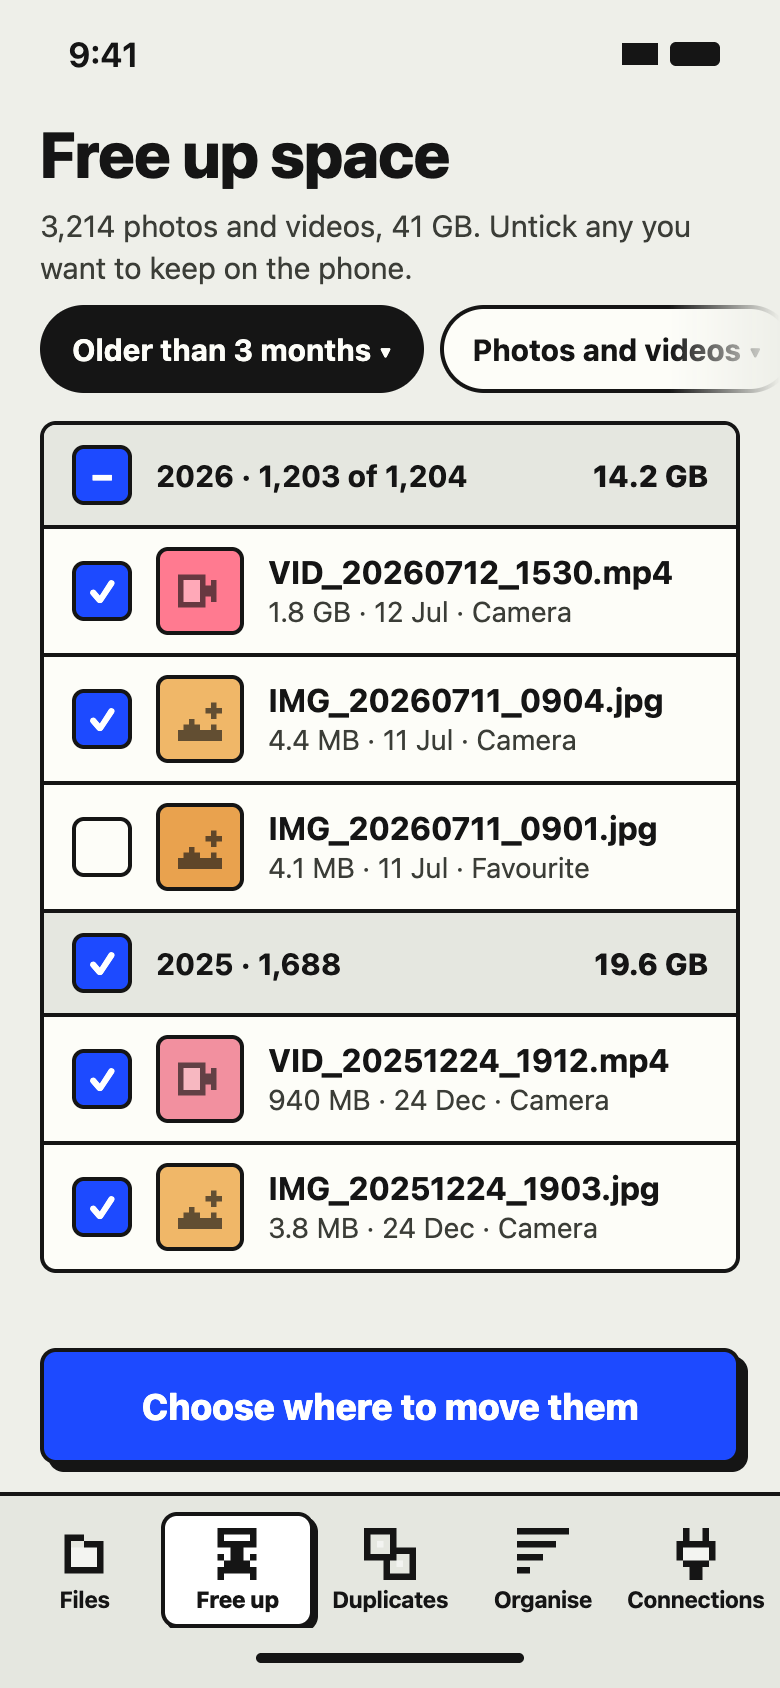 9:41
Free up space
3,214 photos and videos, 41 GB. Untick any you
want to keep on the phone.
Older than 3 months ▾
Photos and videos ▾
2026 · 1,203 of 1,204 14.2 GB
VID_20260712_1530.mp4
1.8 GB · 12 Jul · Camera
IMG_20260711_0904.jpg
4.4 MB · 11 Jul · Camera
IMG_20260711_0901.jpg
4.1 MB · 11 Jul · Favourite
2025 · 1,688 19.6 GB
VID_20251224_1912.mp4
940 MB · 24 Dec · Camera
IMG_20251224_1903.jpg
3.8 MB · 24 Dec · Camera
Choose where to move them
Files Free up Duplicates Organise Connections